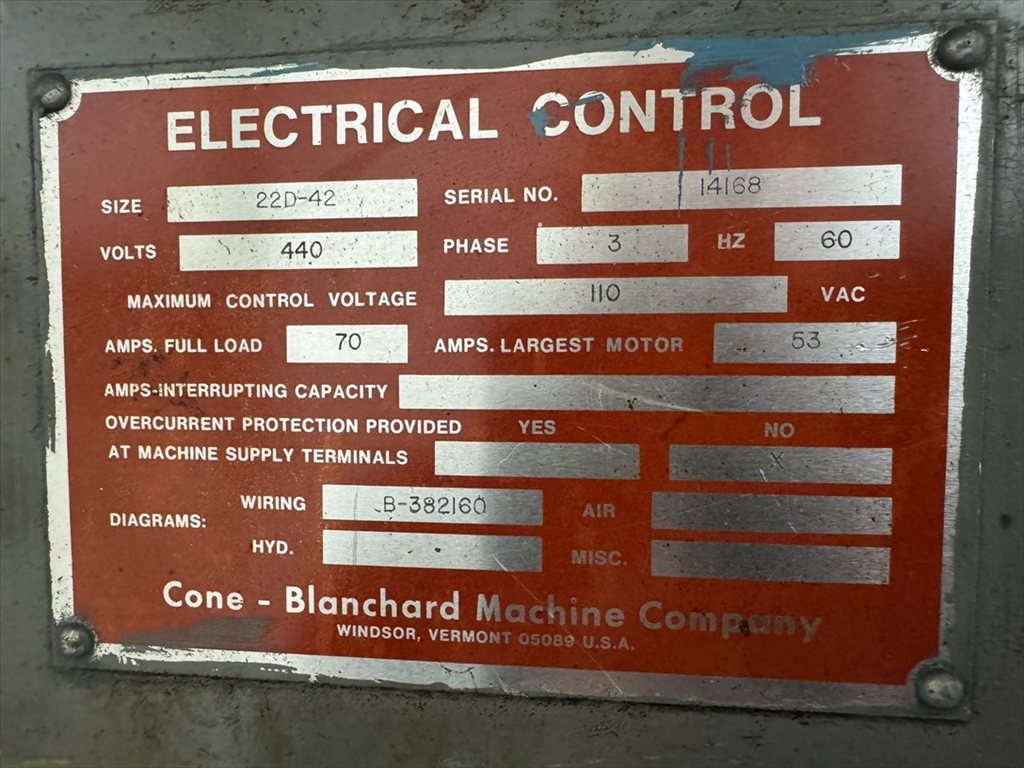 ELECTRICAL CONTROL
SIZE 22D-42 SERIAL NO. 14168
VOLTS 440 PHASE 3 HZ 60
MAXIMUM CONTROL VOLTAGE 110 VAC
AMPS. FULL LOAD 70 AMPS. LARGEST MOTOR 53
AMPS-INTERRUPTING CAPACITY
OVERCURRENT PROTECTION PROVIDED YES NO
AT MACHINE SUPPLY TERMINALS X
WIRING B-382160 AIR
DIAGRAMS:
HYD. MISC.
Cone - Blanchard Machine Company
WINDSOR, VERMONT 05089 U.S.A.